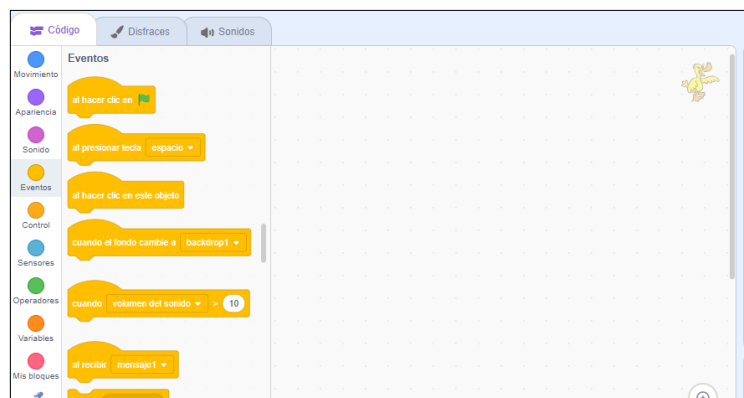 Código
Disfraces
Sonidos
Movimiento
Apariencia
Sonido
Eventos
Control
Sensores
Operadores
Variables
Mis bloques
Eventos
al hacer clic en
al presionar tecla espacio
al hacer clic en este objeto
cuando el fondo cambie a backdrop1
cuando volumen del sonido > 10
al recibir mensaje1